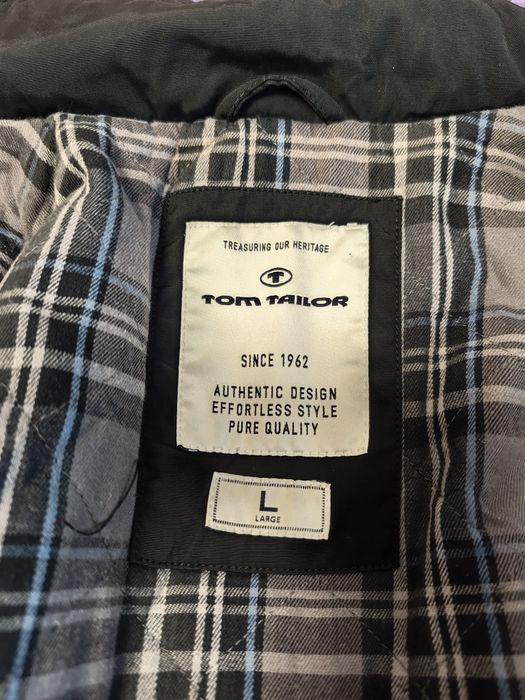 TREASURING OUR HERITAGE
T
TOM TAILOR
SINCE 1962
AUTHENTIC DESIGN
EFFORTLESS STYLE
PURE QUALITY
L
LARGE